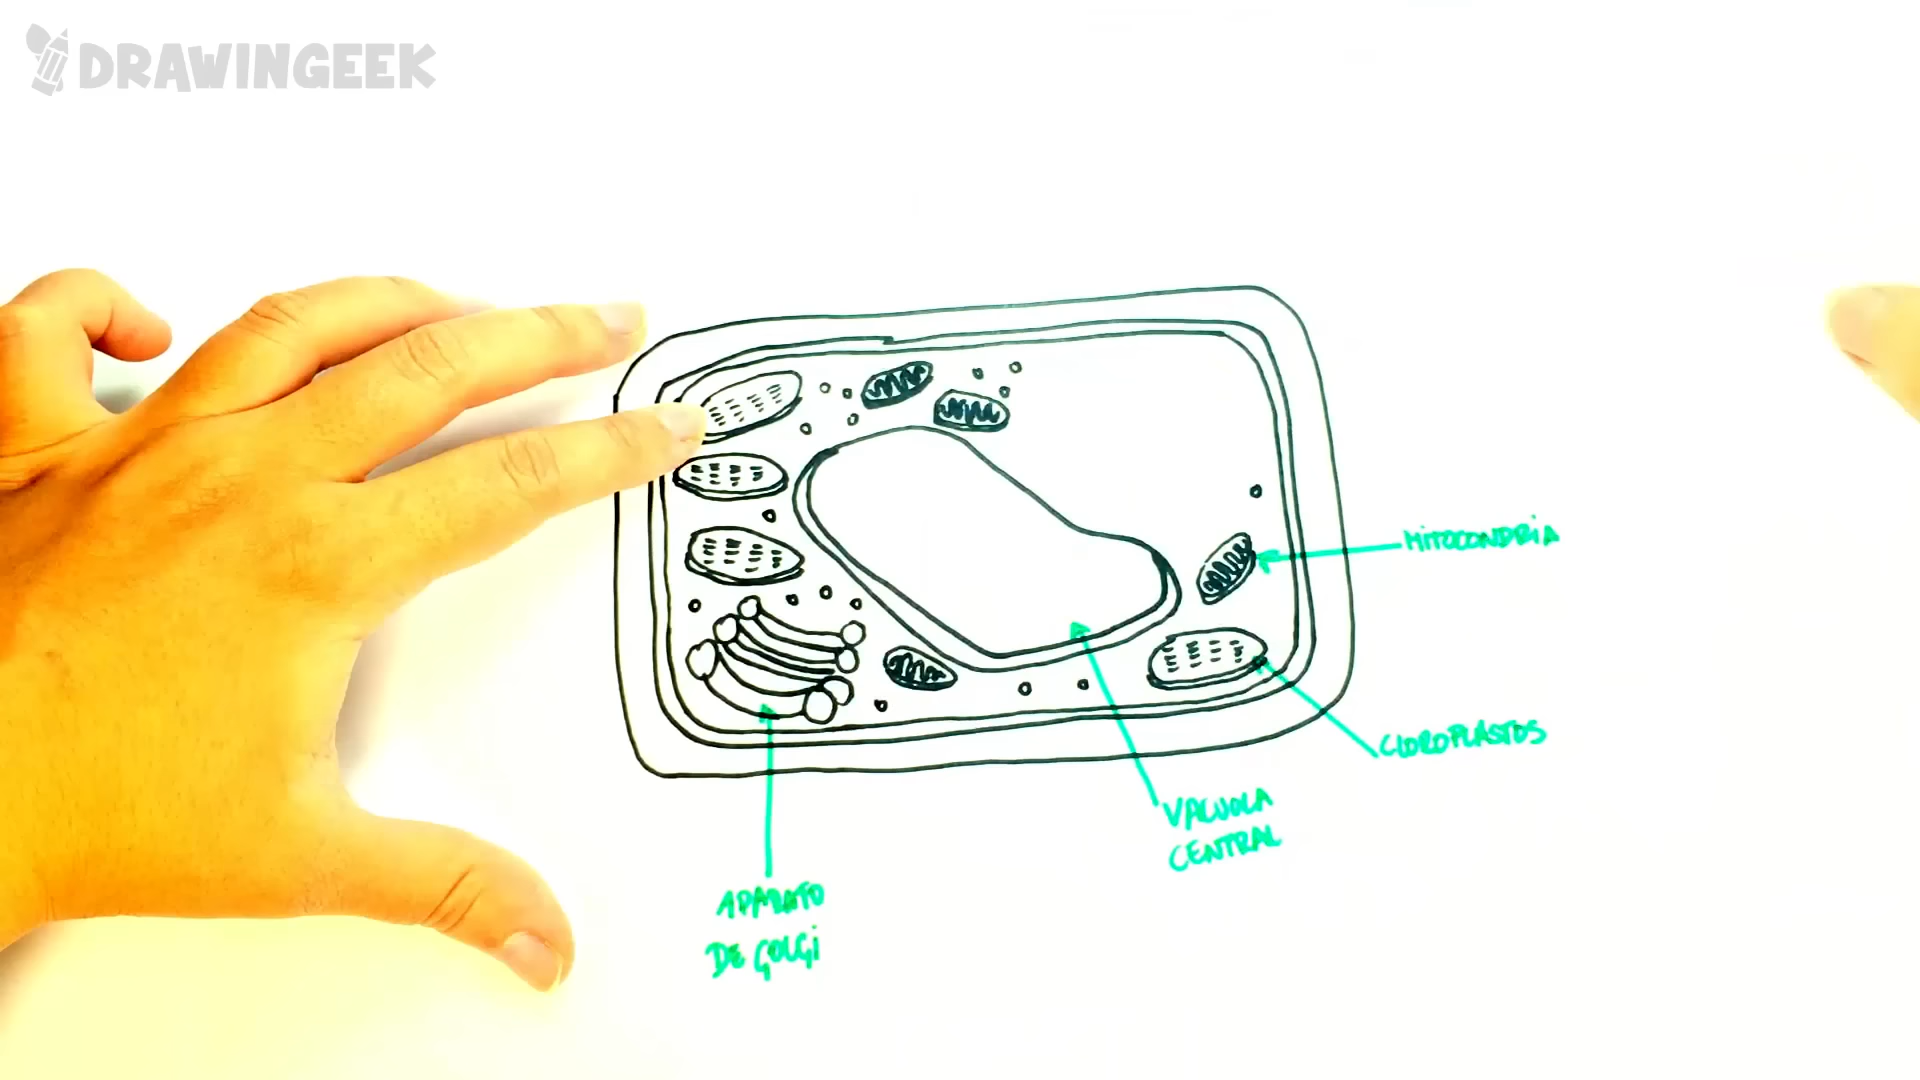 DRAWINGEEK
MITOCONDRIA
CLOROPLASTOS
VACUOLA
CENTRAL
APARATO
DE GOLGI